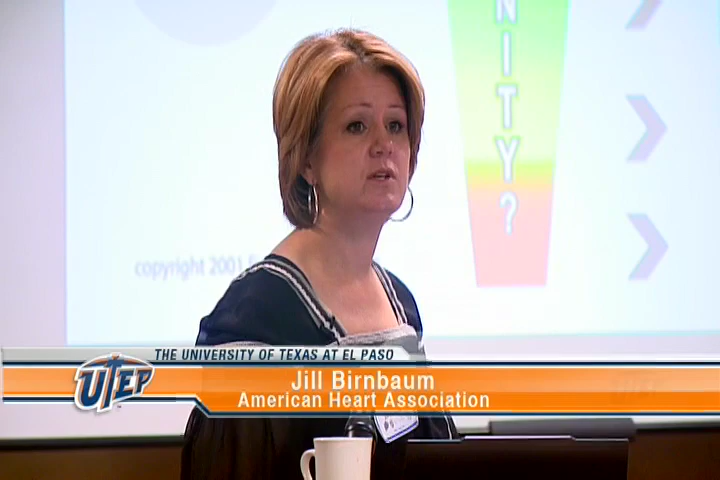 NITY?
copyright 2001
THE UNIVERSITY OF TEXAS AT EL PASO
UTEP
Jill Birnbaum
American Heart Association